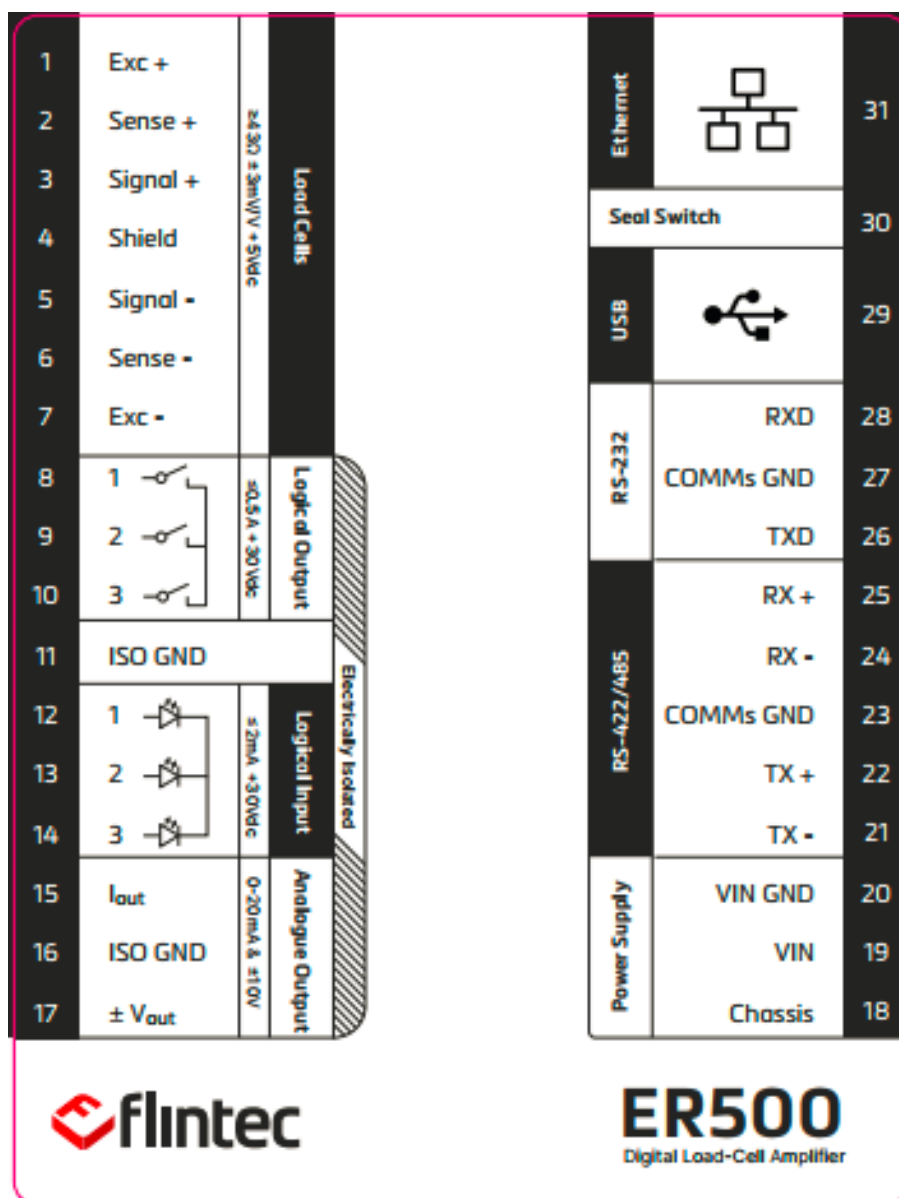 1 Exc +
2 Sense +
3 Signal +
4 Shield
5 Signal -
6 Sense -
7 Exc -
≥43Ω ± 3mV/V +5Vdc
Load Cells
8 1
9 2
10 3
≤0,5 A + 30 Vdc
Logical Output
11 ISO GND
12 1
13 2
14 3
≤2mA +30Vdc
Logical Input
Electrically Isolated
15 Iout
16 ISO GND
17 ± Vout
0-20mA & ±10V
Analogue Output
Ethernet 31
Seal Switch 30
USB 29
RS-232
RXD 28
COMMs GND 27
TXD 26
RS-422/485
RX + 25
RX - 24
COMMs GND 23
TX + 22
TX - 21
Power Supply
VIN GND 20
VIN 19
Chassis 18
flintec
ER500
Digital Load-Cell Amplifier